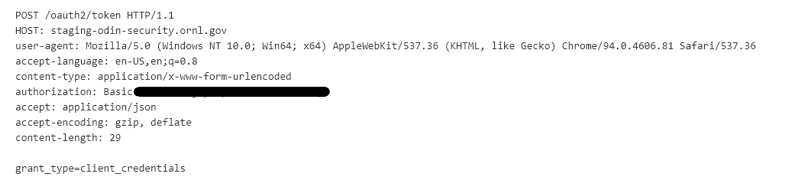 POST /oauth2/token HTTP/1.1
HOST: staging-odin-security.ornl.gov
user-agent: Mozilla/5.0 (Windows NT 10.0; Win64; x64) AppleWebKit/537.36 (KHTML, like Gecko) Chrome/94.0.4606.81 Safari/537.36
accept-language: en-US,en;q=0.8
content-type: application/x-www-form-urlencoded
authorization: Basic
accept: application/json
accept-encoding: gzip, deflate
content-length: 29
grant_type=client_credentials